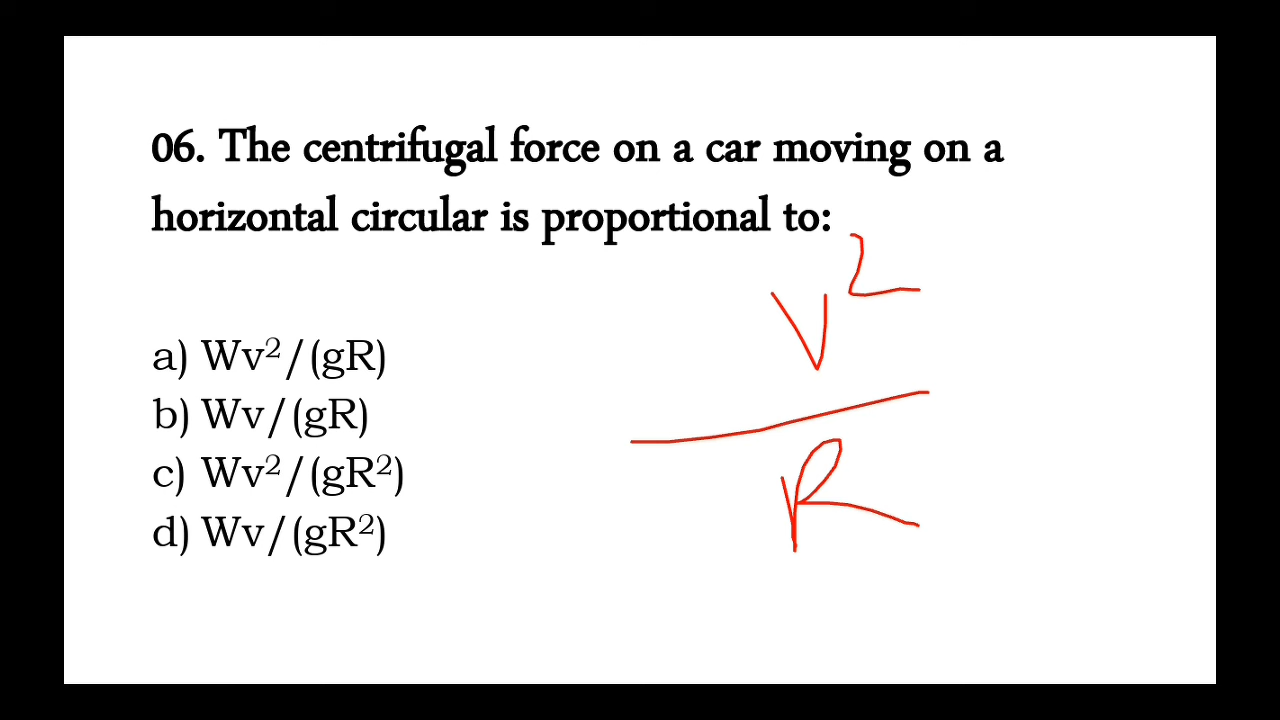 06. The centrifugal force on a car moving on a
horizontal circular is proportional to:
a) Wv²/(gR)
b) Wv/(gR)
c) Wv²/(gR²)
d) Wv/(gR²)
V²
R